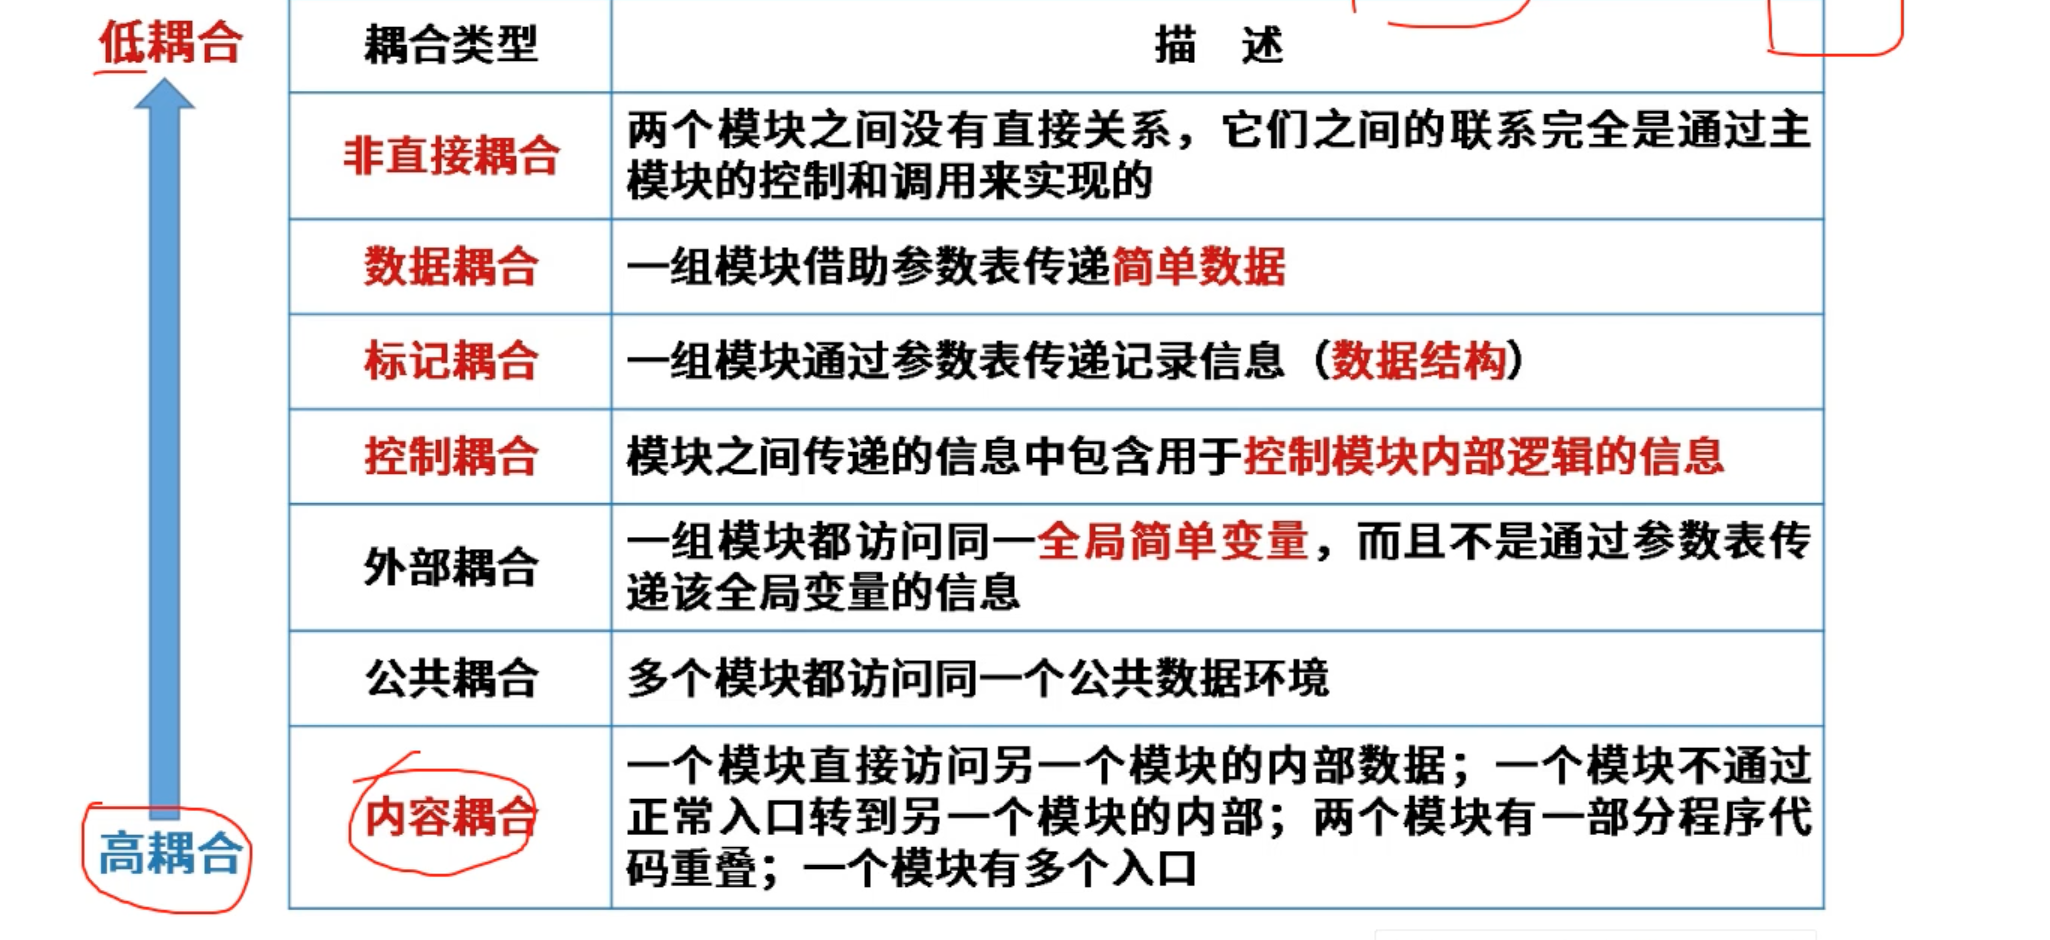 低耦合
耦合类型
描 述
非直接耦合
两个模块之间没有直接关系，它们之间的联系完全是通过主
模块的控制和调用来实现的
数据耦合
一组模块借助参数表传递简单数据
标记耦合
一组模块通过参数表传递记录信息（数据结构）
控制耦合
模块之间传递的信息中包含用于控制模块内部逻辑的信息
外部耦合
一组模块都访问同一全局简单变量，而且不是通过参数表传
递该全局变量的信息
公共耦合
多个模块都访问同一个公共数据环境
内容耦合
一个模块直接访问另一个模块的内部数据；一个模块不通过
正常入口转到另一个模块的内部；两个模块有一部分程序代
码重叠；一个模块有多个入口
高耦合